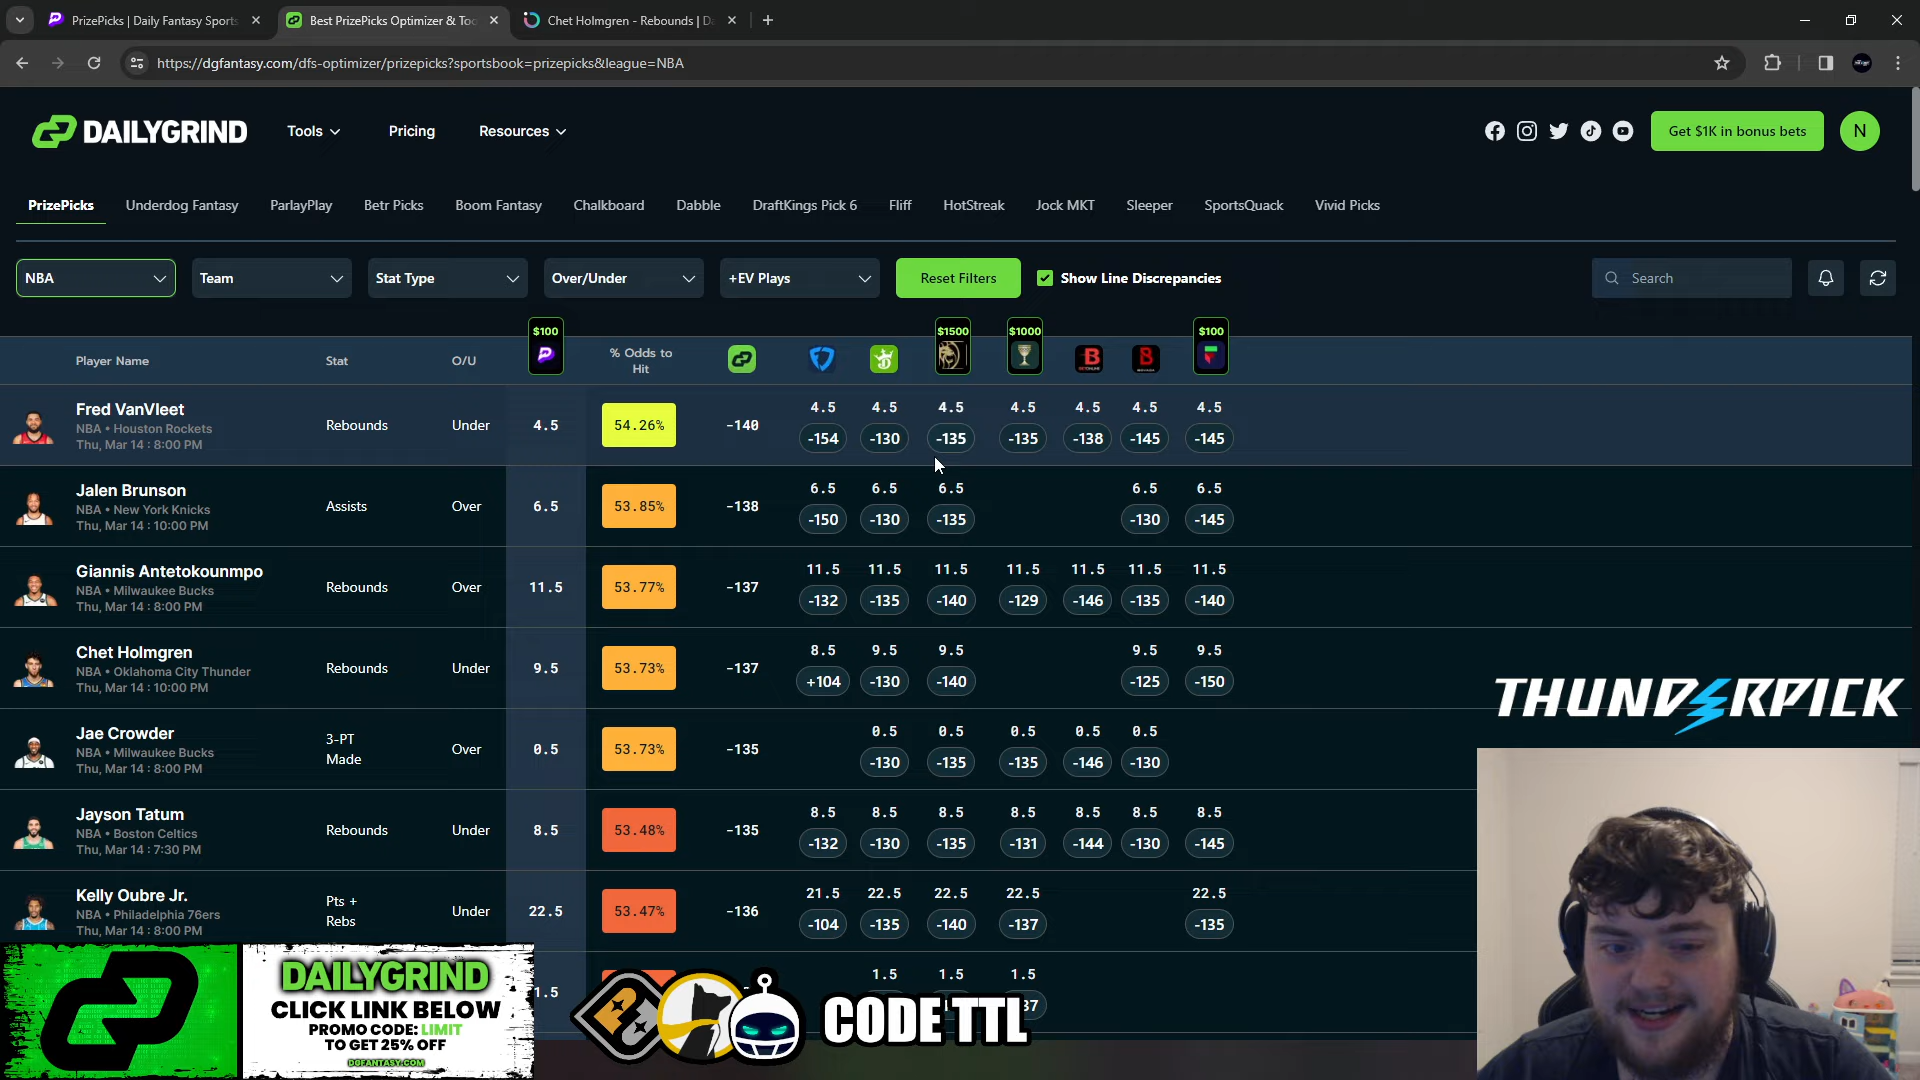 PrizePicks | Daily Fantasy Sports
Best PrizePicks Optimizer & Too
Chet Holmgren - Rebounds | D
https://dgfantasy.com/dfs-optimizer/prizepicks?sportsbook=prizepicks&league=NBA
DAILYGRIND
Tools
Pricing
Resources
Get $1K in bonus bets
N
PrizePicks
Underdog Fantasy
ParlayPlay
Betr Picks
Boom Fantasy
Chalkboard
Dabble
DraftKings Pick 6
Fliff
HotStreak
Jock MKT
Sleeper
SportsQuack
Vivid Picks
NBA
Team
Stat Type
Over/Under
+EV Plays
Reset Filters
Show Line Discrepancies
Search
Player Name
Stat
O/U
$100
% Odds to
Hit
$1500
$1000
$100
Fred VanVleet
NBA • Houston Rockets
Thu, Mar 14 : 8:00 PM
Rebounds
Under
4.5
54.26%
-140
4.5 4.5 4.5 4.5 4.5 4.5 4.5
-154 -130 -135 -135 -138 -145 -145
Jalen Brunson
NBA • New York Knicks
Thu, Mar 14 : 10:00 PM
Assists
Over
6.5
53.85%
-138
6.5 6.5 6.5 6.5 6.5
-150 -130 -135 -130 -145
Giannis Antetokounmpo
NBA • Milwaukee Bucks
Thu, Mar 14 : 8:00 PM
Rebounds
Over
11.5
53.77%
-137
11.5 11.5 11.5 11.5 11.5 11.5 11.5
-132 -135 -140 -129 -146 -135 -140
Chet Holmgren
NBA • Oklahoma City Thunder
Thu, Mar 14 : 10:00 PM
Rebounds
Under
9.5
53.73%
-137
8.5 9.5 9.5 9.5 9.5
+104 -130 -140 -125 -150
Jae Crowder
NBA • Milwaukee Bucks
Thu, Mar 14 : 8:00 PM
3-PT
Made
Over
0.5
53.73%
-135
0.5 0.5 0.5 0.5 0.5
-130 -135 -135 -146 -130
Jayson Tatum
NBA • Boston Celtics
Thu, Mar 14 : 7:30 PM
Rebounds
Under
8.5
53.48%
-135
8.5 8.5 8.5 8.5 8.5 8.5 8.5
-132 -130 -135 -131 -144 -130 -145
Kelly Oubre Jr.
NBA • Philadelphia 76ers
Thu, Mar 14 : 8:00 PM
Pts +
Rebs
Under
22.5
53.47%
-136
21.5 22.5 22.5 22.5 22.5
-104 -135 -140 -137 -135
1.5 1.5 1.5
1.5
THUNDERPICK
DAILYGRIND
CLICK LINK BELOW
PROMO CODE: LIMIT
TO GET 25% OFF
DGFANTASY.COM
CODE TTL